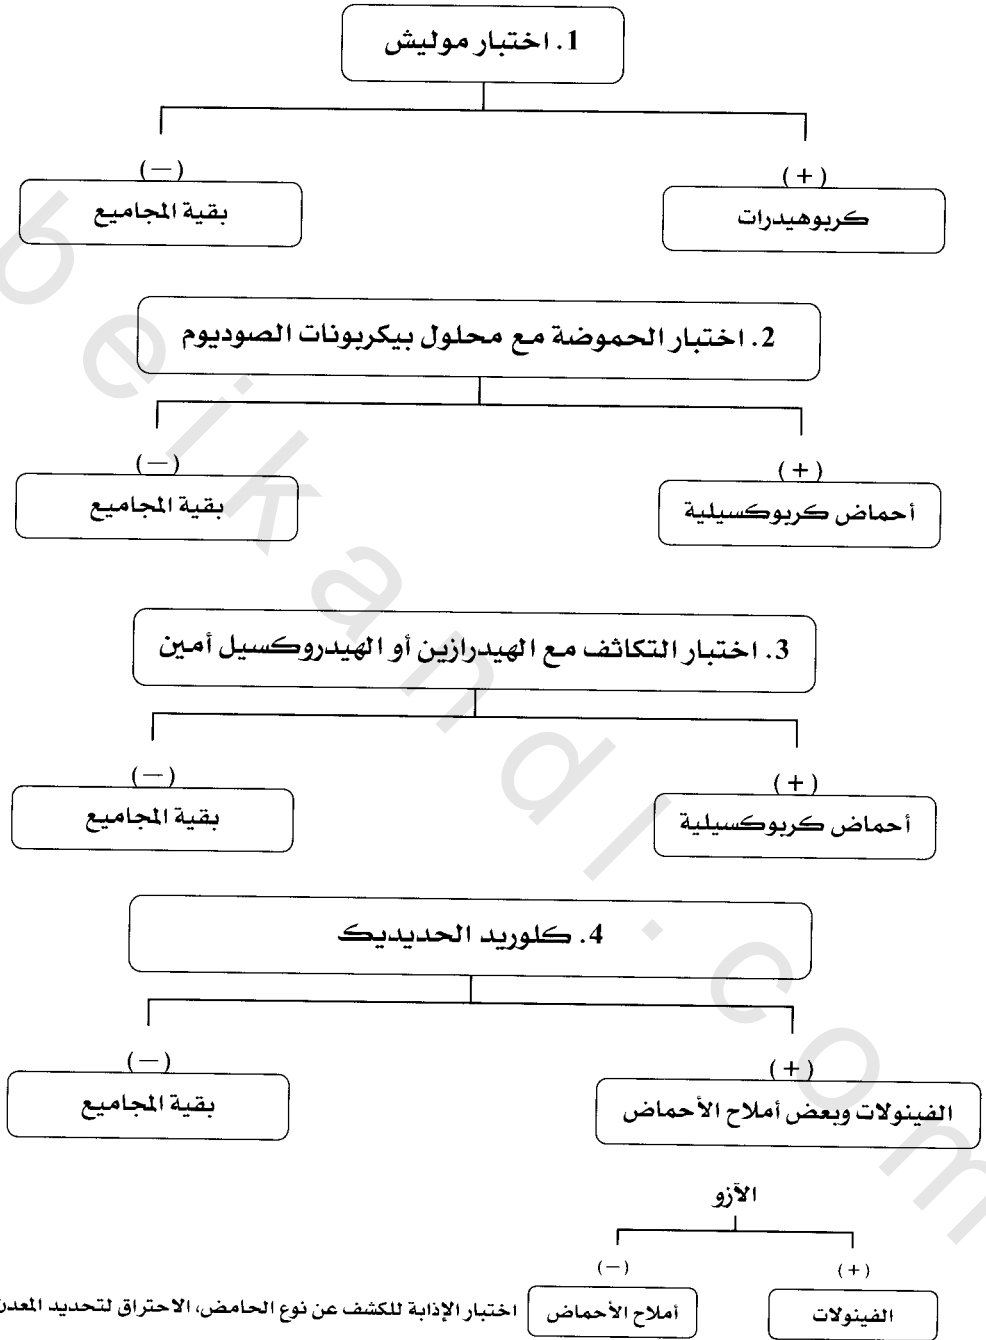 1. اختبار موليش
(+)
(—)
كربوهيدرات
بقية المجاميع
2. اختبار الحموضة مع محلول بيكربونات الصوديوم
(+)
(—)
أحماض كربوكسيلية
بقية المجاميع
3. اختبار التكاثف مع الهيدرازين أو الهيدروكسيل أمين
(+)
(—)
أحماض كربوكسيلية
بقية المجاميع
4. كلوريد الحديديك
(+)
(—)
الفينولات وبعض أملاح الأحماض
بقية المجاميع
الآزو
(+)
(—)
الفينولات
أملاح الأحماض
اختبار الإذابة للكشف عن نوع الحامض، الاحتراق لتحديد المعدن
beikandl.com